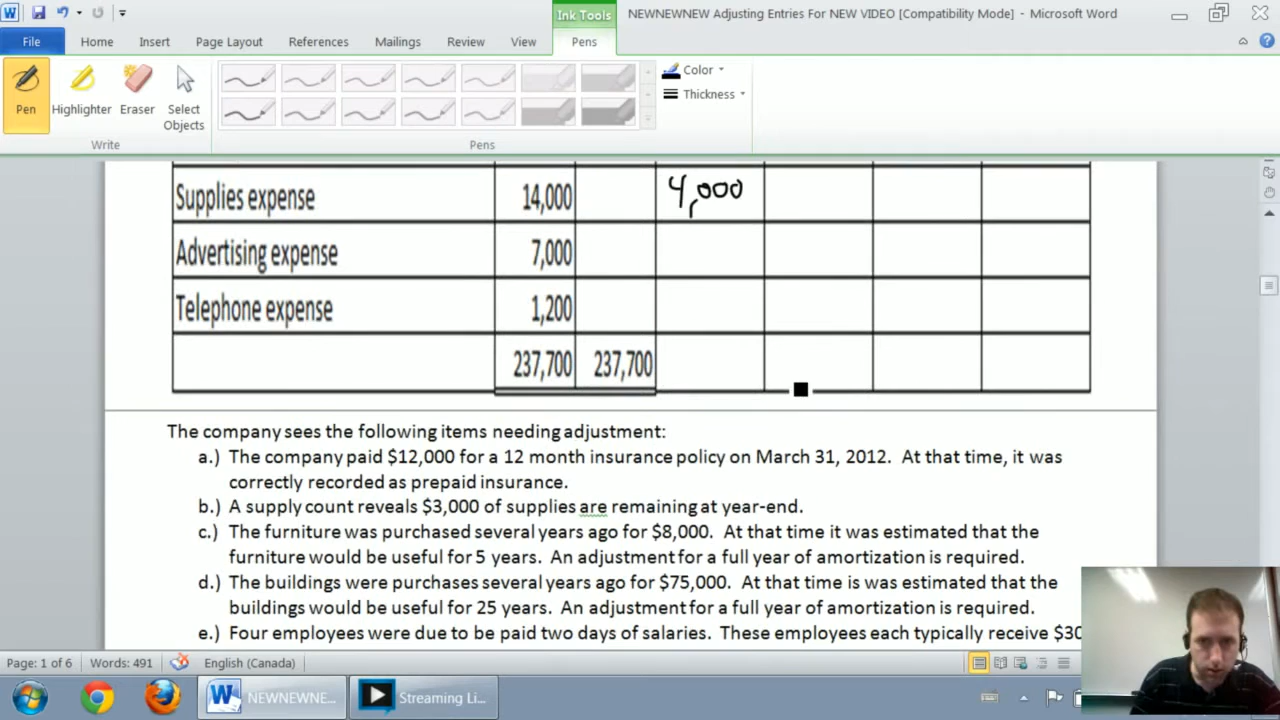 Ink Tools
NEWNEWNEW Adjusting Entries For NEW VIDEO [Compatibility Mode] - Microsoft Word
File Home Insert Page Layout References Mailings Review View Pens
Pen Highlighter Eraser Select Objects
Color
Thickness
Write Pens
Supplies expense 14,000 4,000
Advertising expense 7,000
Telephone expense 1,200
237,700 237,700
The company sees the following items needing adjustment:
a.) The company paid $12,000 for a 12 month insurance policy on March 31, 2012. At that time, it was
correctly recorded as prepaid insurance.
b.) A supply count reveals $3,000 of supplies are remaining at year-end.
c.) The furniture was purchased several years ago for $8,000. At that time it was estimated that the
furniture would be useful for 5 years. An adjustment for a full year of amortization is required.
d.) The buildings were purchases several years ago for $75,000. At that time is was estimated that the
buildings would be useful for 25 years. An adjustment for a full year of amortization is required.
e.) Four employees were due to be paid two days of salaries. These employees each typically receive $30
Page: 1 of 6 Words: 491 English (Canada)
NEWNEWNE... Streaming Li...